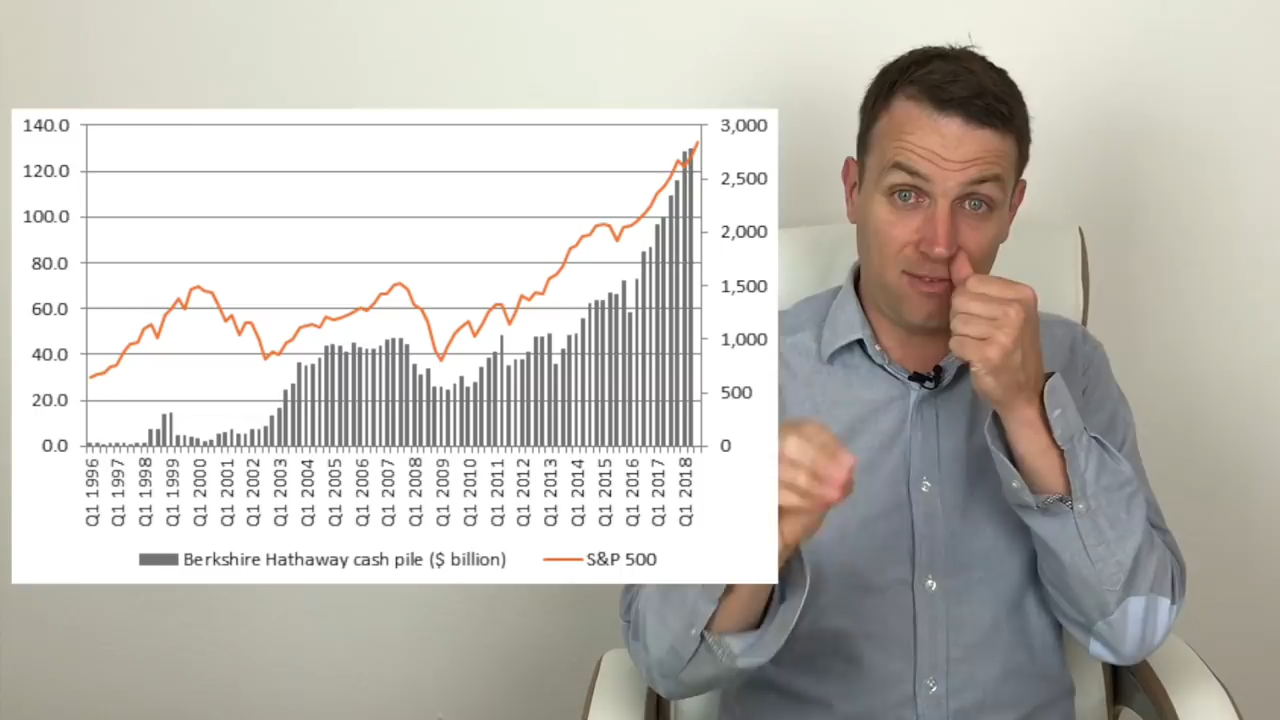 140.0
120.0
100.0
80.0
60.0
40.0
20.0
0.0
3,000
2,500
2,000
1,500
1,000
500
0
Q1 1996
Q1 1997
Q1 1998
Q1 1999
Q1 2000
Q1 2001
Q1 2002
Q1 2003
Q1 2004
Q1 2005
Q1 2006
Q1 2007
Q1 2008
Q1 2009
Q1 2010
Q1 2011
Q1 2012
Q1 2013
Q1 2014
Q1 2015
Q1 2016
Q1 2017
Q1 2018
Berkshire Hathaway cash pile ($ billion)
S&P 500